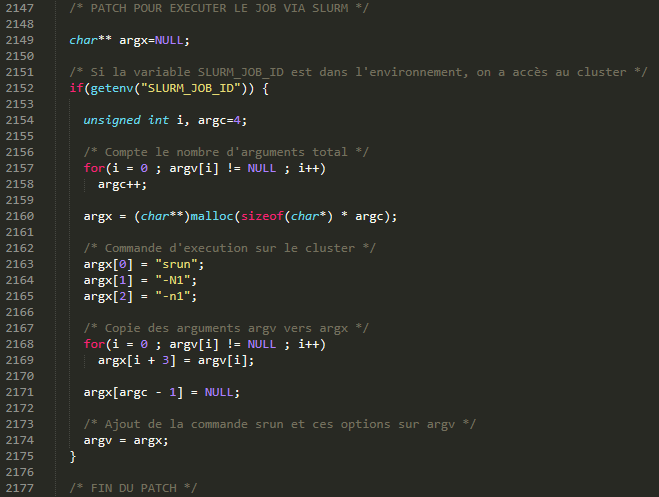 2147 /* PATCH POUR EXECUTER LE JOB VIA SLURM */
2148
2149 char** argx=NULL;
2150
2151 /* Si la variable SLURM_JOB_ID est dans l'environnement, on a accès au cluster */
2152 if(getenv("SLURM_JOB_ID")) {
2153
2154 unsigned int i, argc=4;
2155
2156 /* Compte le nombre d'arguments total */
2157 for(i = 0 ; argv[i] != NULL ; i++)
2158 argc++;
2159
2160 argx = (char**)malloc(sizeof(char*) * argc);
2161
2162 /* Commande d'execution sur le cluster */
2163 argx[0] = "srun";
2164 argx[1] = "-N1";
2165 argx[2] = "-n1";
2166
2167 /* Copie des arguments argv vers argx */
2168 for(i = 0 ; argv[i] != NULL ; i++)
2169 argx[i + 3] = argv[i];
2170
2171 argx[argc - 1] = NULL;
2172
2173 /* Ajout de la commande srun et ces options sur argv */
2174 argv = argx;
2175 }
2176
2177 /* FIN DU PATCH */